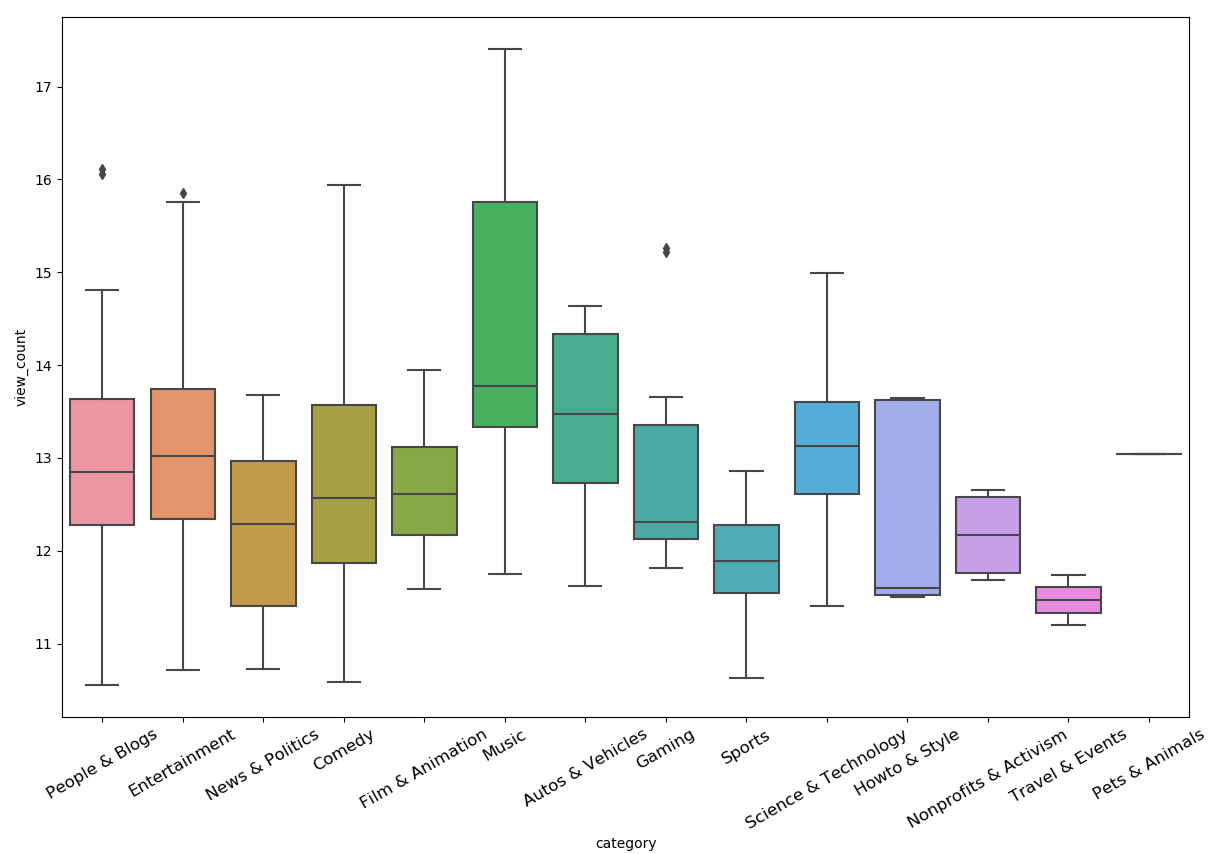 17
16
15
14
13
12
11
view_count
People & Blogs
Entertainment
News & Politics
Comedy
Film & Animation
Music
Autos & Vehicles
Gaming
Sports
Science & Technology
Howto & Style
Nonprofits & Activism
Travel & Events
Pets & Animals
category